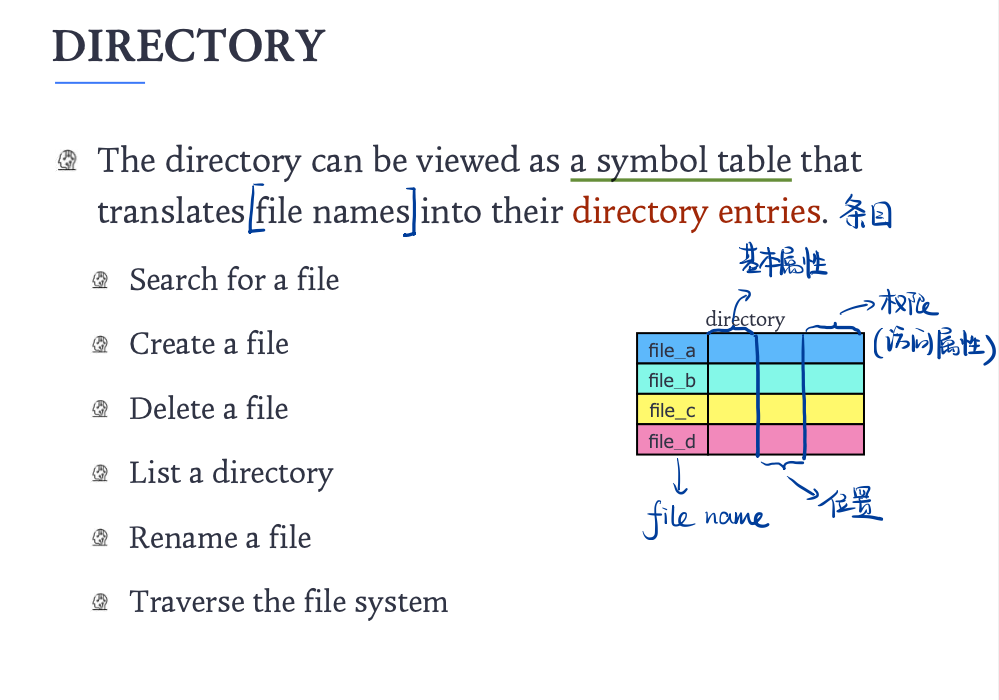 DIRECTORY
The directory can be viewed as a symbol table that
translates [file names] into their directory entries. 条目
基本属性
Search for a file
directory
权限
(访问属性)
file_a
Create a file
file_b
Delete a file
file_c
file_d
List a directory
位置
file name
Rename a file
Traverse the file system